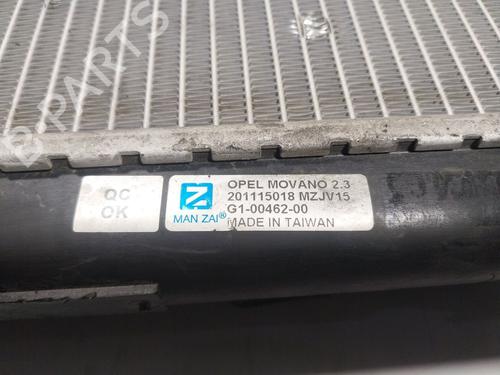 B-PARTS
QC
OK
MAN ZAI®
OPEL MOVANO 2.3
201115018 MZJV15
G1-00462-00
MADE IN TAIWAN